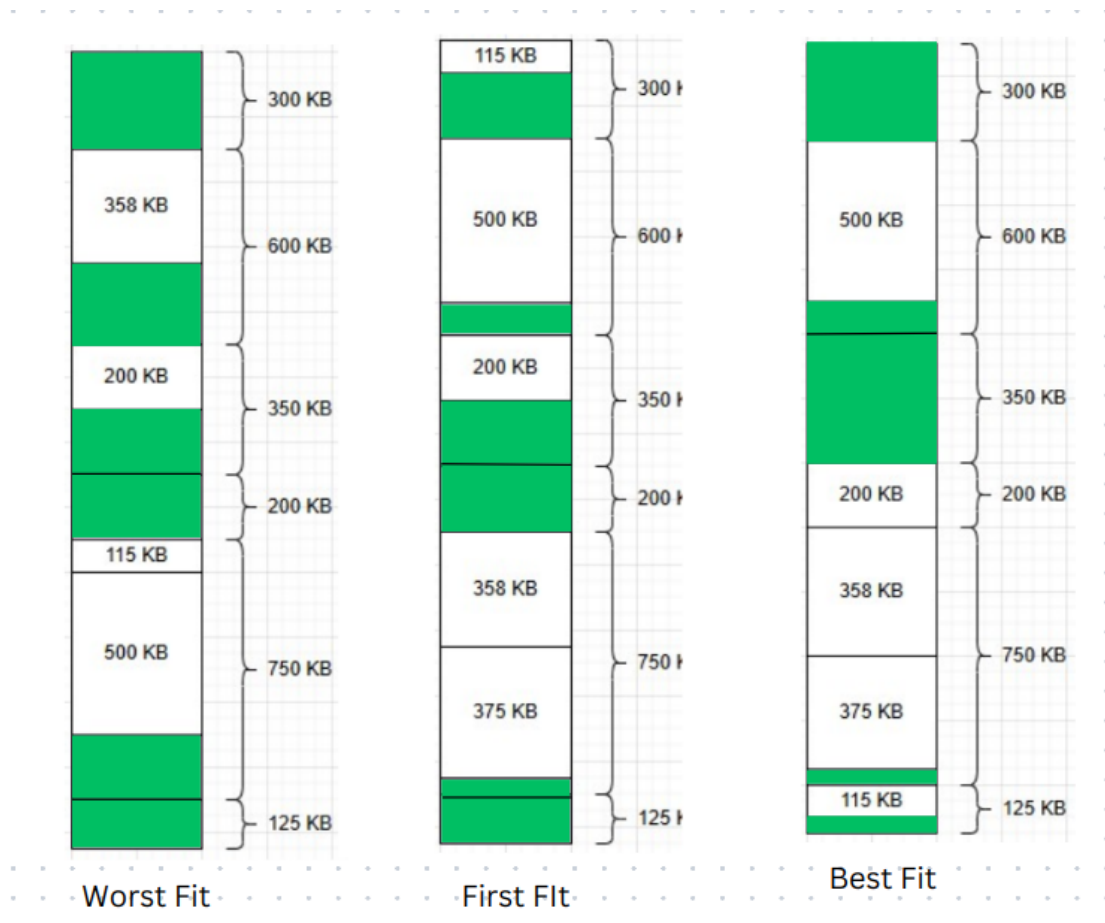 300 KB
358 KB
600 KB
200 KB
350 KB
200 KB
115 KB
500 KB
750 KB
125 KB
Worst Fit
115 KB
300 K
500 KB
600 K
200 KB
350 K
200 K
358 KB
750 K
375 KB
125 K
First FIt
300 KB
500 KB
600 KB
350 KB
200 KB
200 KB
358 KB
750 KB
375 KB
115 KB
125 KB
Best Fit